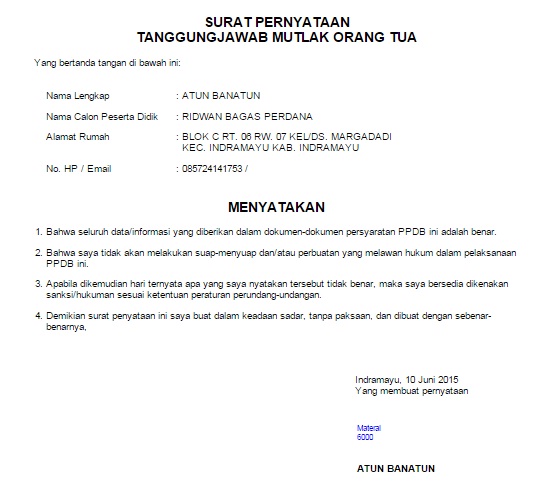 SURAT PERNYATAAN
TANGGUNGJAWAB MUTLAK ORANG TUA
Yang bertanda tangan di bawah ini:
Nama Lengkap : ATUN BANATUN
Nama Calon Peserta Didik : RIDWAN BAGAS PERDANA
Alamat Rumah : BLOK C RT. 06 RW. 07 KEL/DS. MARGADADI
KEC. INDRAMAYU KAB. INDRAMAYU
No. HP / Email : 085724141753 /
MENYATAKAN
1. Bahwa seluruh data/informasi yang diberikan dalam dokumen-dokumen persyaratan PPDB ini adalah benar.
2. Bahwa saya tidak akan melakukan suap-menyuap dan/atau perbuatan yang melawan hukum dalam pelaksanaan
PPDB ini.
3. Apabila dikemudian hari ternyata apa yang saya nyatakan tersebut tidak benar, maka saya bersedia dikenakan
sanksi/hukuman sesuai ketentuan peraturan perundang-undangan.
4. Demikian surat penyataan ini saya buat dalam keadaan sadar, tanpa paksaan, dan dibuat dengan sebenar-
benarnya,
Indramayu, 10 Juni 2015
Yang membuat pernyataan
Materai
6000
ATUN BANATUN